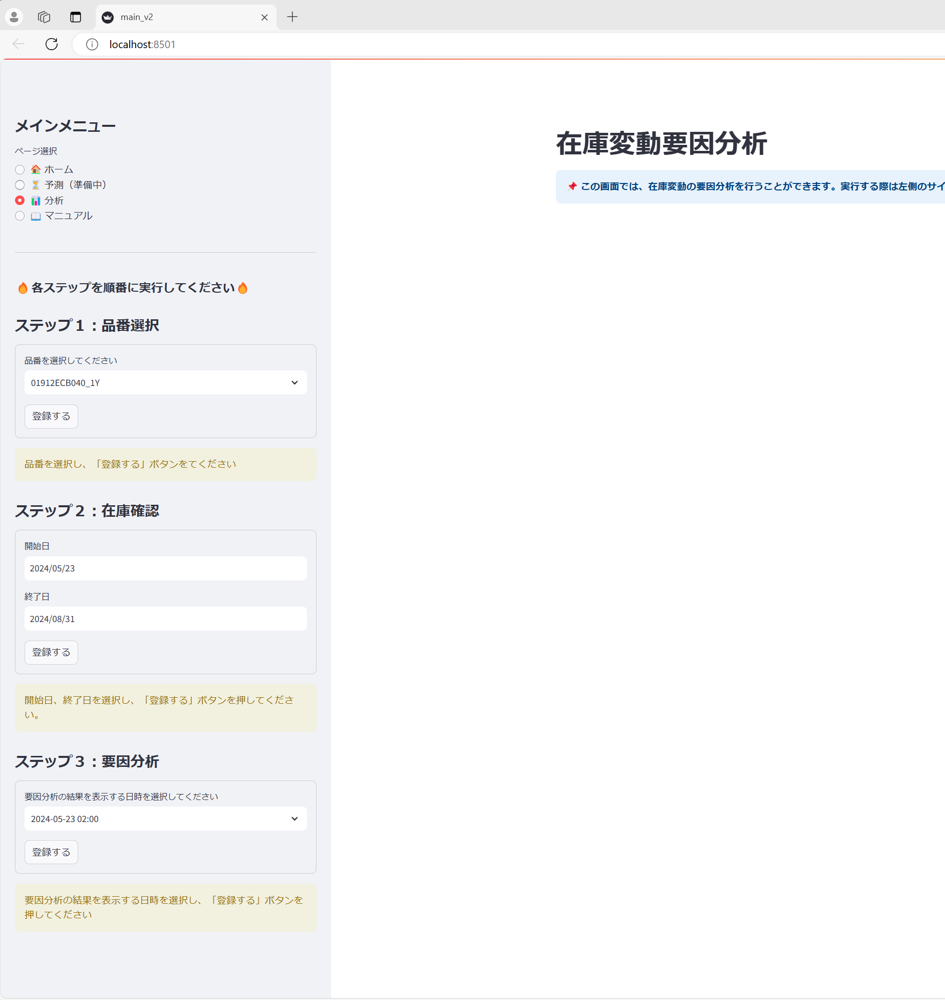 main_v2
localhost:8501
メインメニュー
ページ選択
🏠 ホーム
⏳ 予測（準備中）
📊 分析
📖 マニュアル
🔥各ステップを順番に実行してください🔥
ステップ１：品番選択
品番を選択してください
01912ECB040_1Y
登録する
品番を選択し、「登録する」ボタンをてください
ステップ２：在庫確認
開始日
2024/05/23
終了日
2024/08/31
登録する
開始日、終了日を選択し、「登録する」ボタンを押してくださ
い。
ステップ３：要因分析
要因分析の結果を表示する日時を選択してください
2024-05-23 02:00
登録する
要因分析の結果を表示する日時を選択し、「登録する」ボタンを
押してください
在庫変動要因分析
📌 この画面では、在庫変動の要因分析を行うことができます。実行する際は左側のサイ